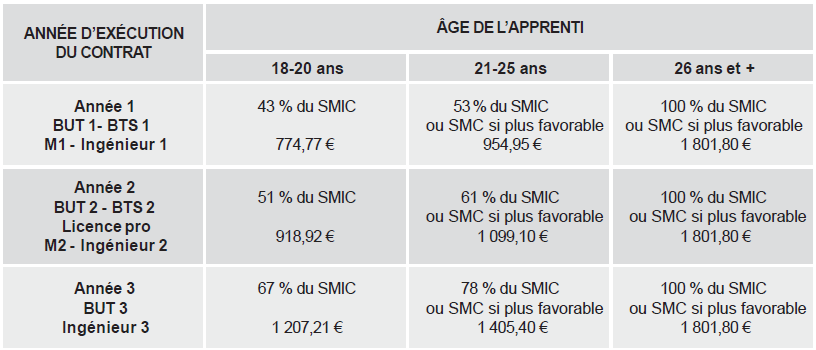 ANNÉE D'EXÉCUTION
DU CONTRAT
ÂGE DE L'APPRENTI
18-20 ans
21-25 ans
26 ans et +
Année 1
BUT 1- BTS 1
M1 - Ingénieur 1
43 % du SMIC
774,77 €
53 % du SMIC
ou SMC si plus favorable
954,95 €
100 % du SMIC
ou SMC si plus favorable
1 801,80 €
Année 2
BUT 2 - BTS 2
Licence pro
M2 - Ingénieur 2
51 % du SMIC
918,92 €
61 % du SMIC
ou SMC si plus favorable
1 099,10 €
100 % du SMIC
ou SMC si plus favorable
1 801,80 €
Année 3
BUT 3
Ingénieur 3
67 % du SMIC
1 207,21 €
78 % du SMIC
ou SMC si plus favorable
1 405,40 €
100 % du SMIC
ou SMC si plus favorable
1 801,80 €